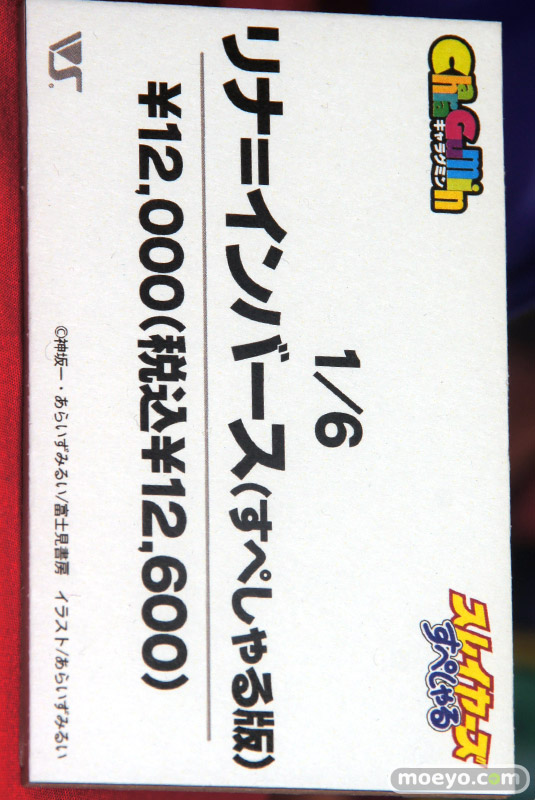 Characumin
キャラグミン
スレイヤーズ
すぺしゃる
1/6
リナ＝インバース(すぺしゃる版)
¥12,000(税込¥12,600)
©神坂一・あらいずみるい/富士見書房 イラスト/あらいずみるい
VS.
moeyo.com